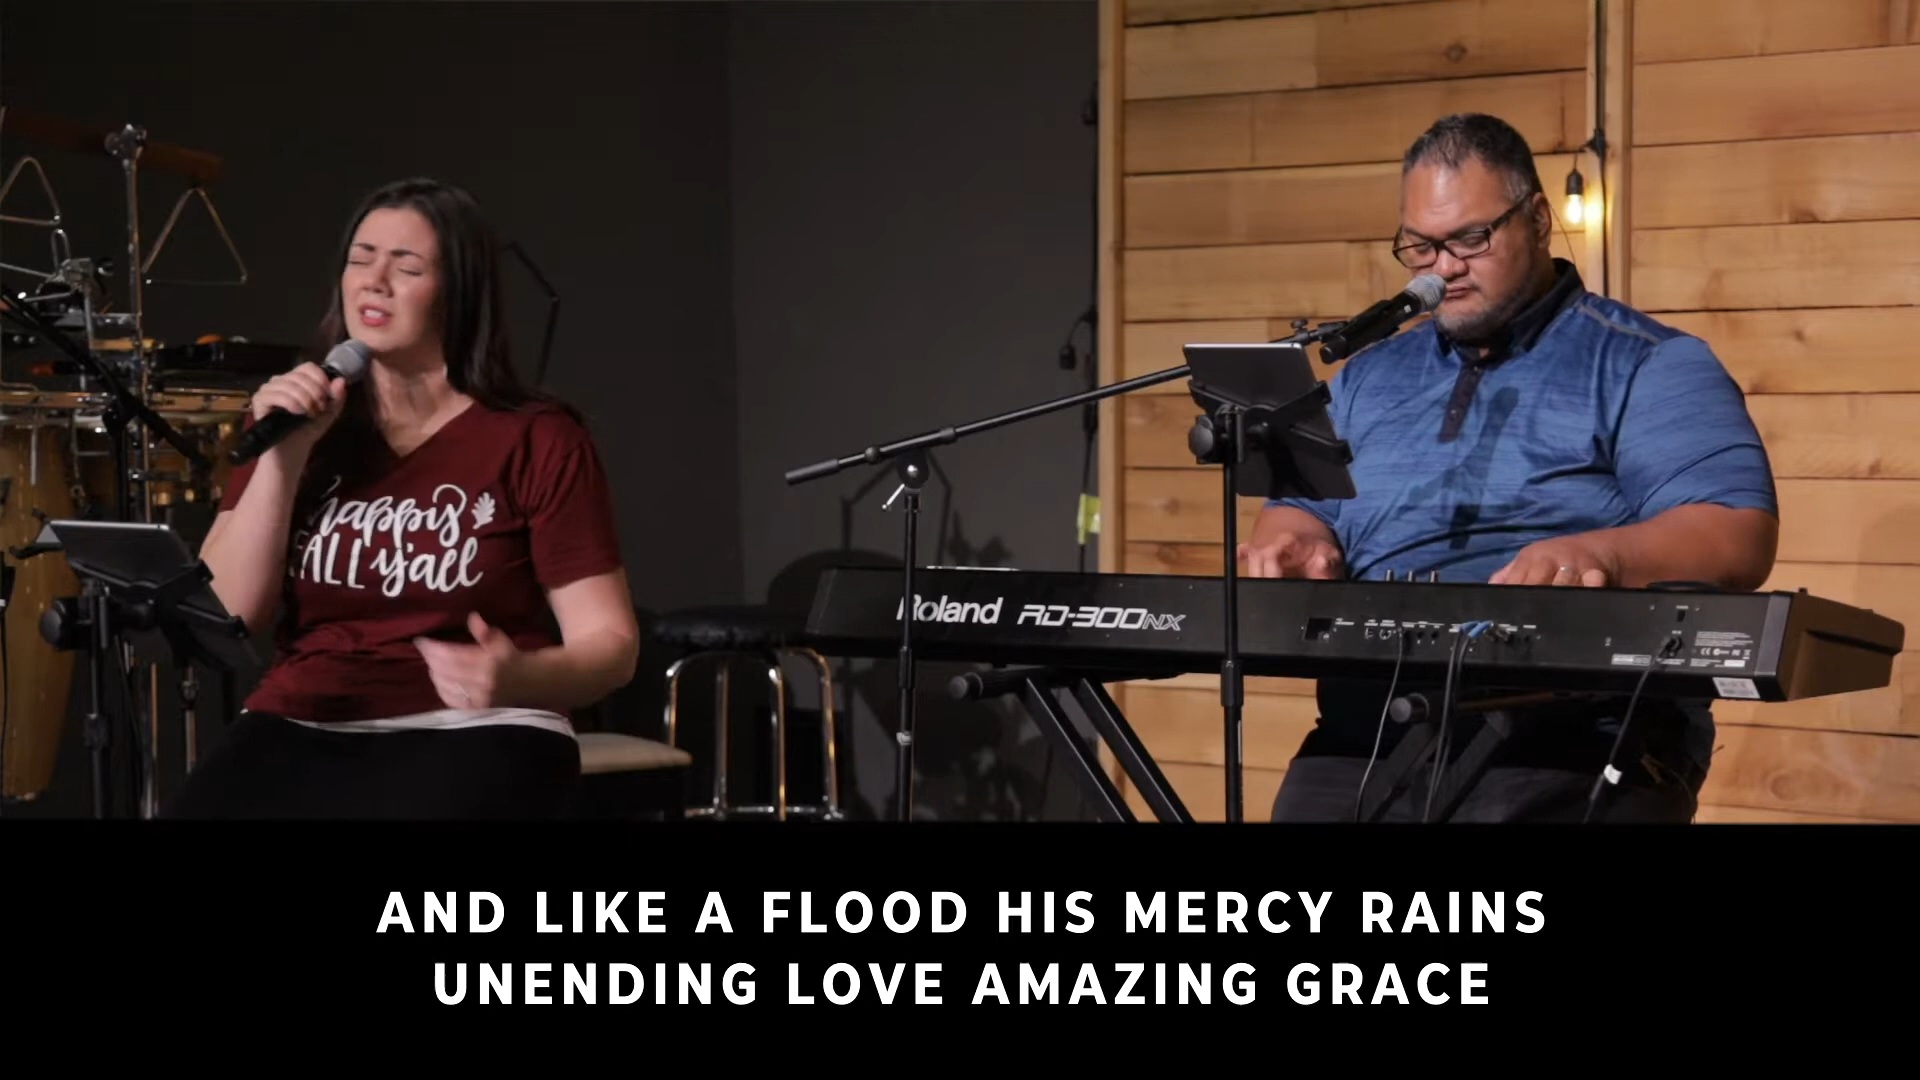 happy
FALL y'all
Roland RD-300NX
AND LIKE A FLOOD HIS MERCY RAINS
UNENDING LOVE AMAZING GRACE